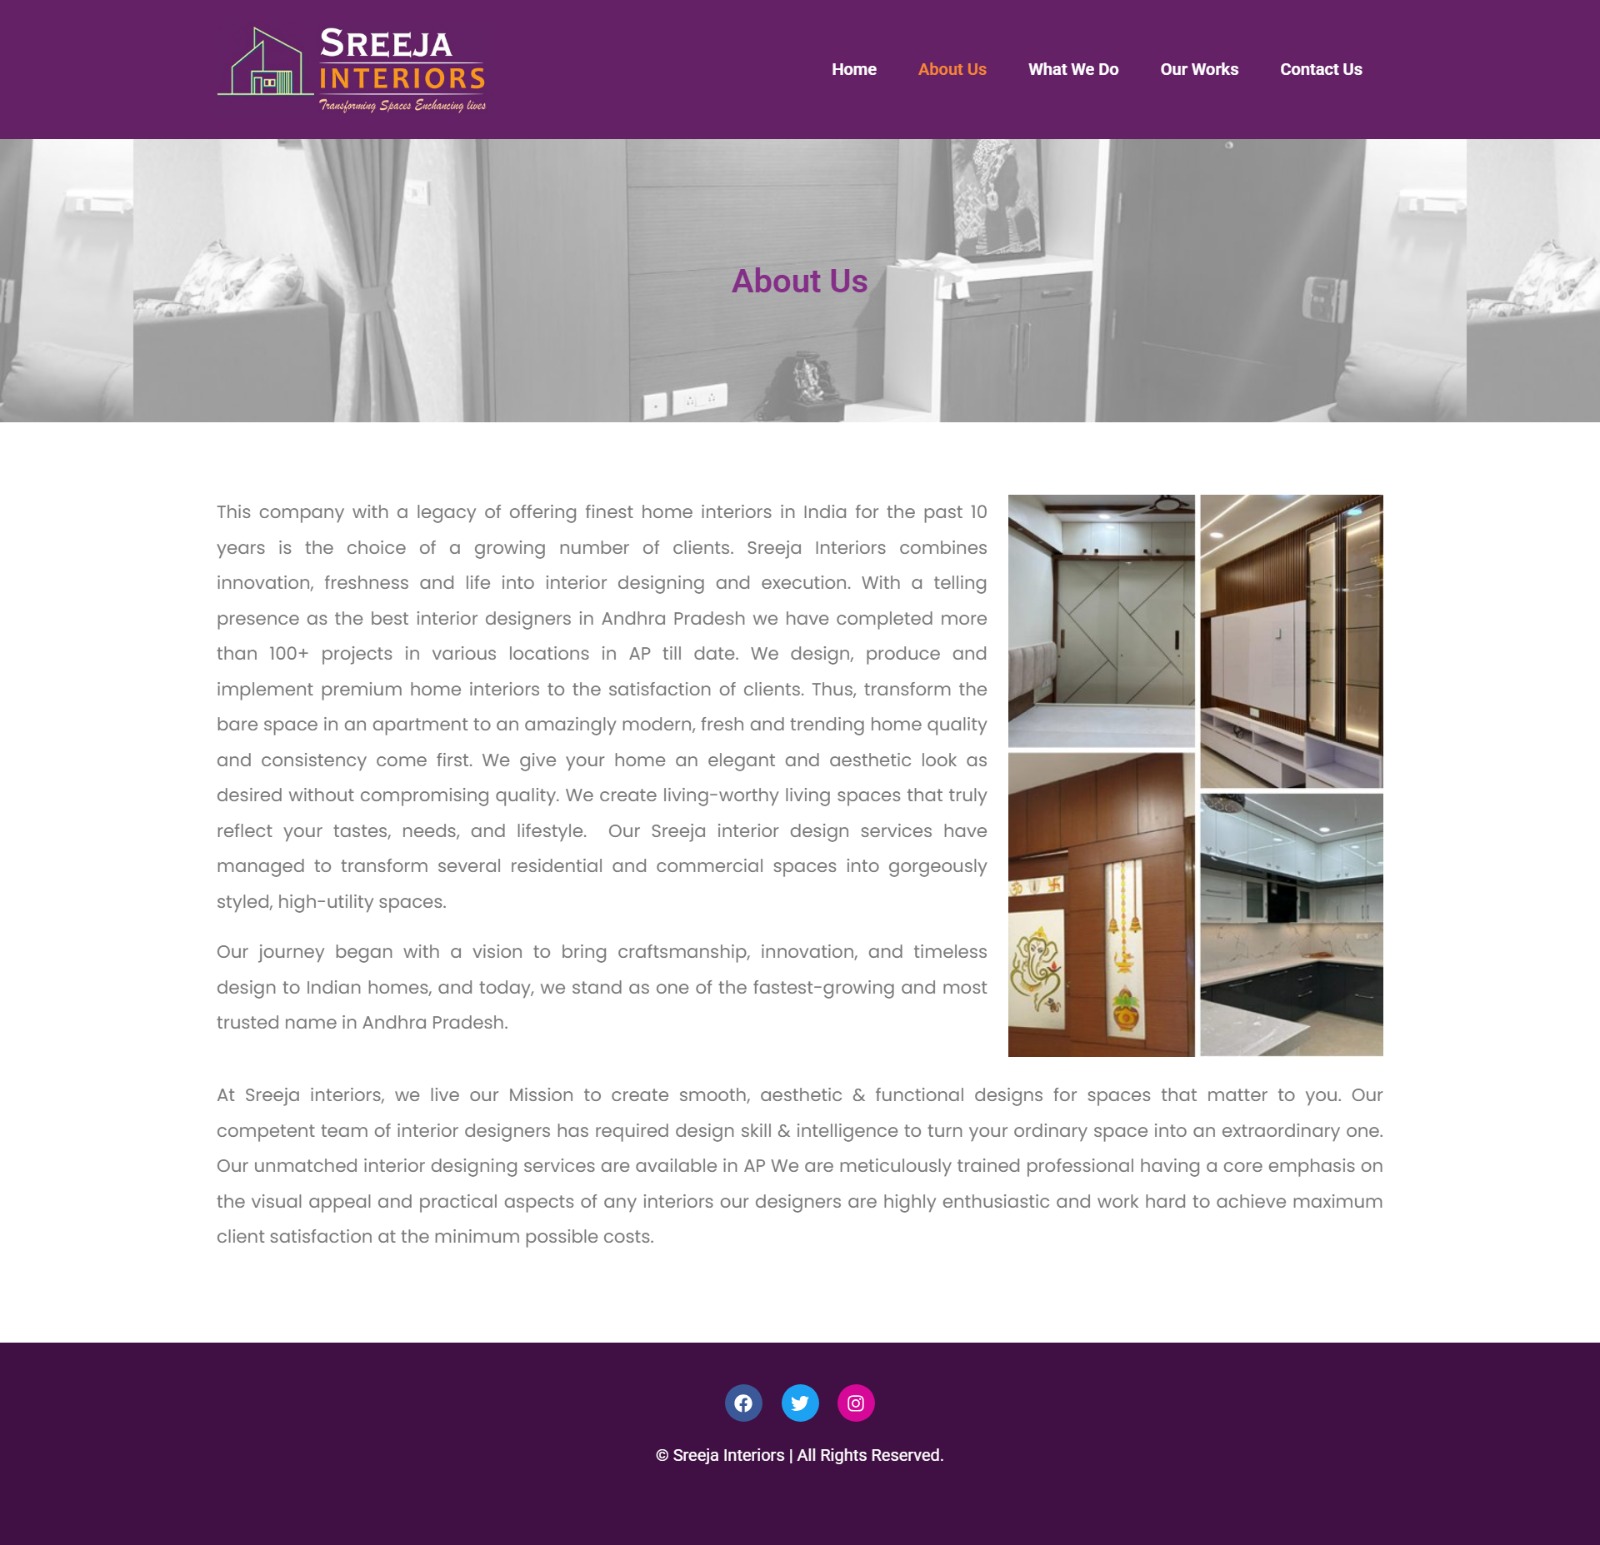 SREEJA
INTERIORS
Transforming Spaces Enchancing lives
Home
About Us
What We Do
Our Works
Contact Us
About Us
This company with a legacy of offering finest home interiors in India for the past 10
years is the choice of a growing number of clients. Sreeja Interiors combines
innovation, freshness and life into interior designing and execution. With a telling
presence as the best interior designers in Andhra Pradesh we have completed more
than 100+ projects in various locations in AP till date. We design, produce and
implement premium home interiors to the satisfaction of clients. Thus, transform the
bare space in an apartment to an amazingly modern, fresh and trending home quality
and consistency come first. We give your home an elegant and aesthetic look as
desired without compromising quality. We create living-worthy living spaces that truly
reflect your tastes, needs, and lifestyle.  Our Sreeja interior design services have
managed to transform several residential and commercial spaces into gorgeously
styled, high-utility spaces.
Our journey began with a vision to bring craftsmanship, innovation, and timeless
design to Indian homes, and today, we stand as one of the fastest-growing and most
trusted name in Andhra Pradesh.
At Sreeja interiors, we live our Mission to create smooth, aesthetic & functional designs for spaces that matter to you. Our
competent team of interior designers has required design skill & intelligence to turn your ordinary space into an extraordinary one.
Our unmatched interior designing services are available in AP We are meticulously trained professional having a core emphasis on
the visual appeal and practical aspects of any interiors our designers are highly enthusiastic and work hard to achieve maximum
client satisfaction at the minimum possible costs.
© Sreeja Interiors | All Rights Reserved.